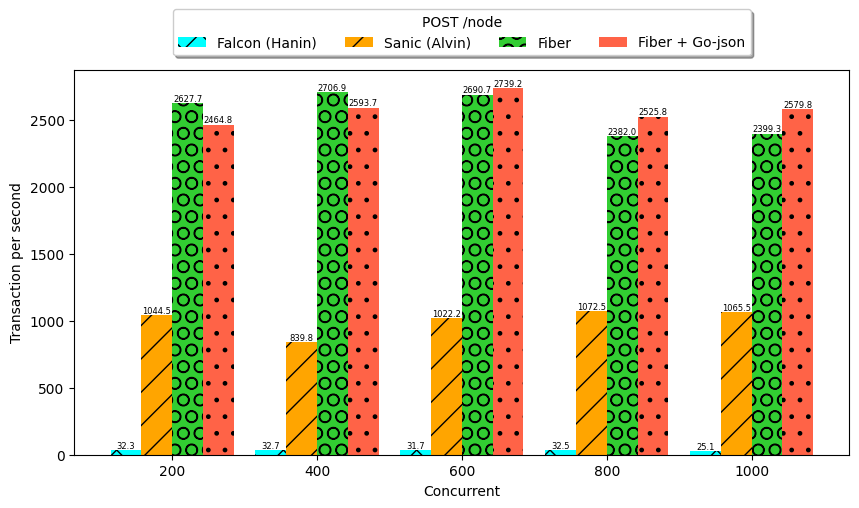 POST /node
Falcon (Hanin) Sanic (Alvin) Fiber Fiber + Go-json
Transaction per second
2500
2000
1500
1000
500
0
32.3 1044.5 2627.7 2464.8
32.7 839.8 2706.9 2593.7
31.7 1022.2 2690.7 2739.2
32.5 1072.5 2382.0 2525.8
25.1 1065.5 2399.3 2579.8
200 400 600 800 1000
Concurrent